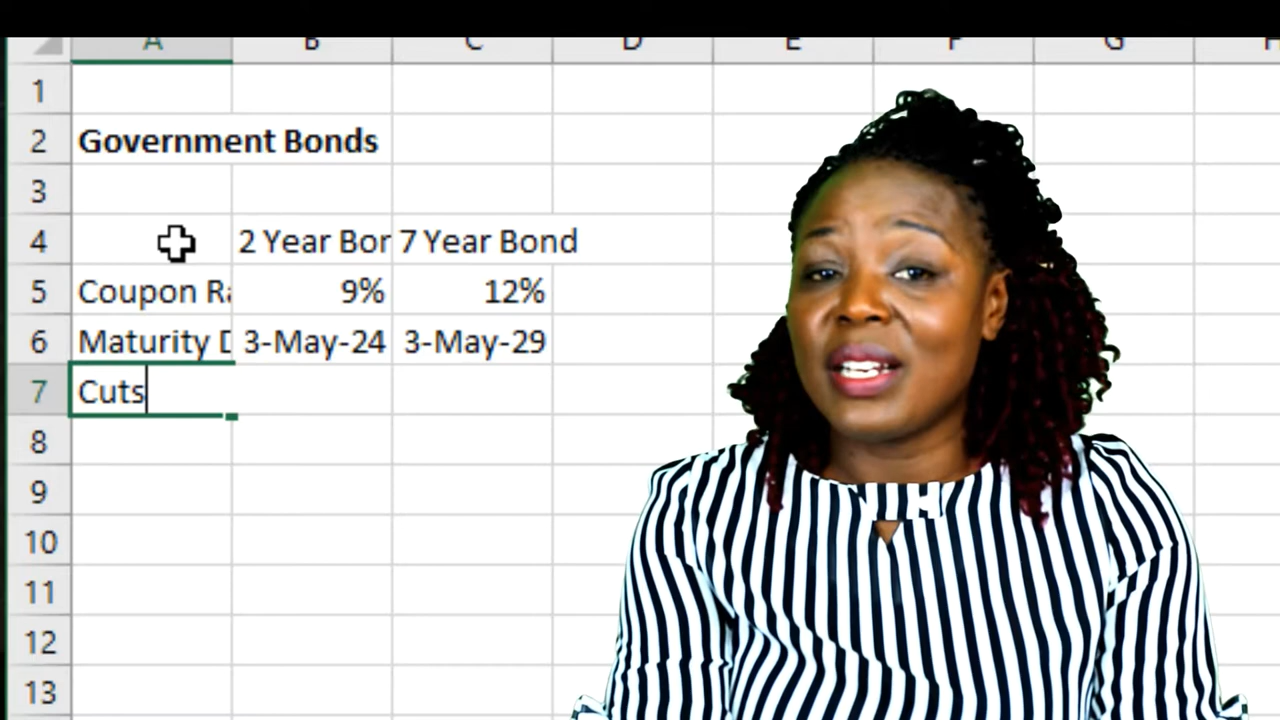 A B C D E F G H
1
2 Government Bonds
3
4 2 Year Bor 7 Year Bond
5 Coupon Ra 9% 12%
6 Maturity D 3-May-24 3-May-29
7 Cuts
8
9
10
11
12
13